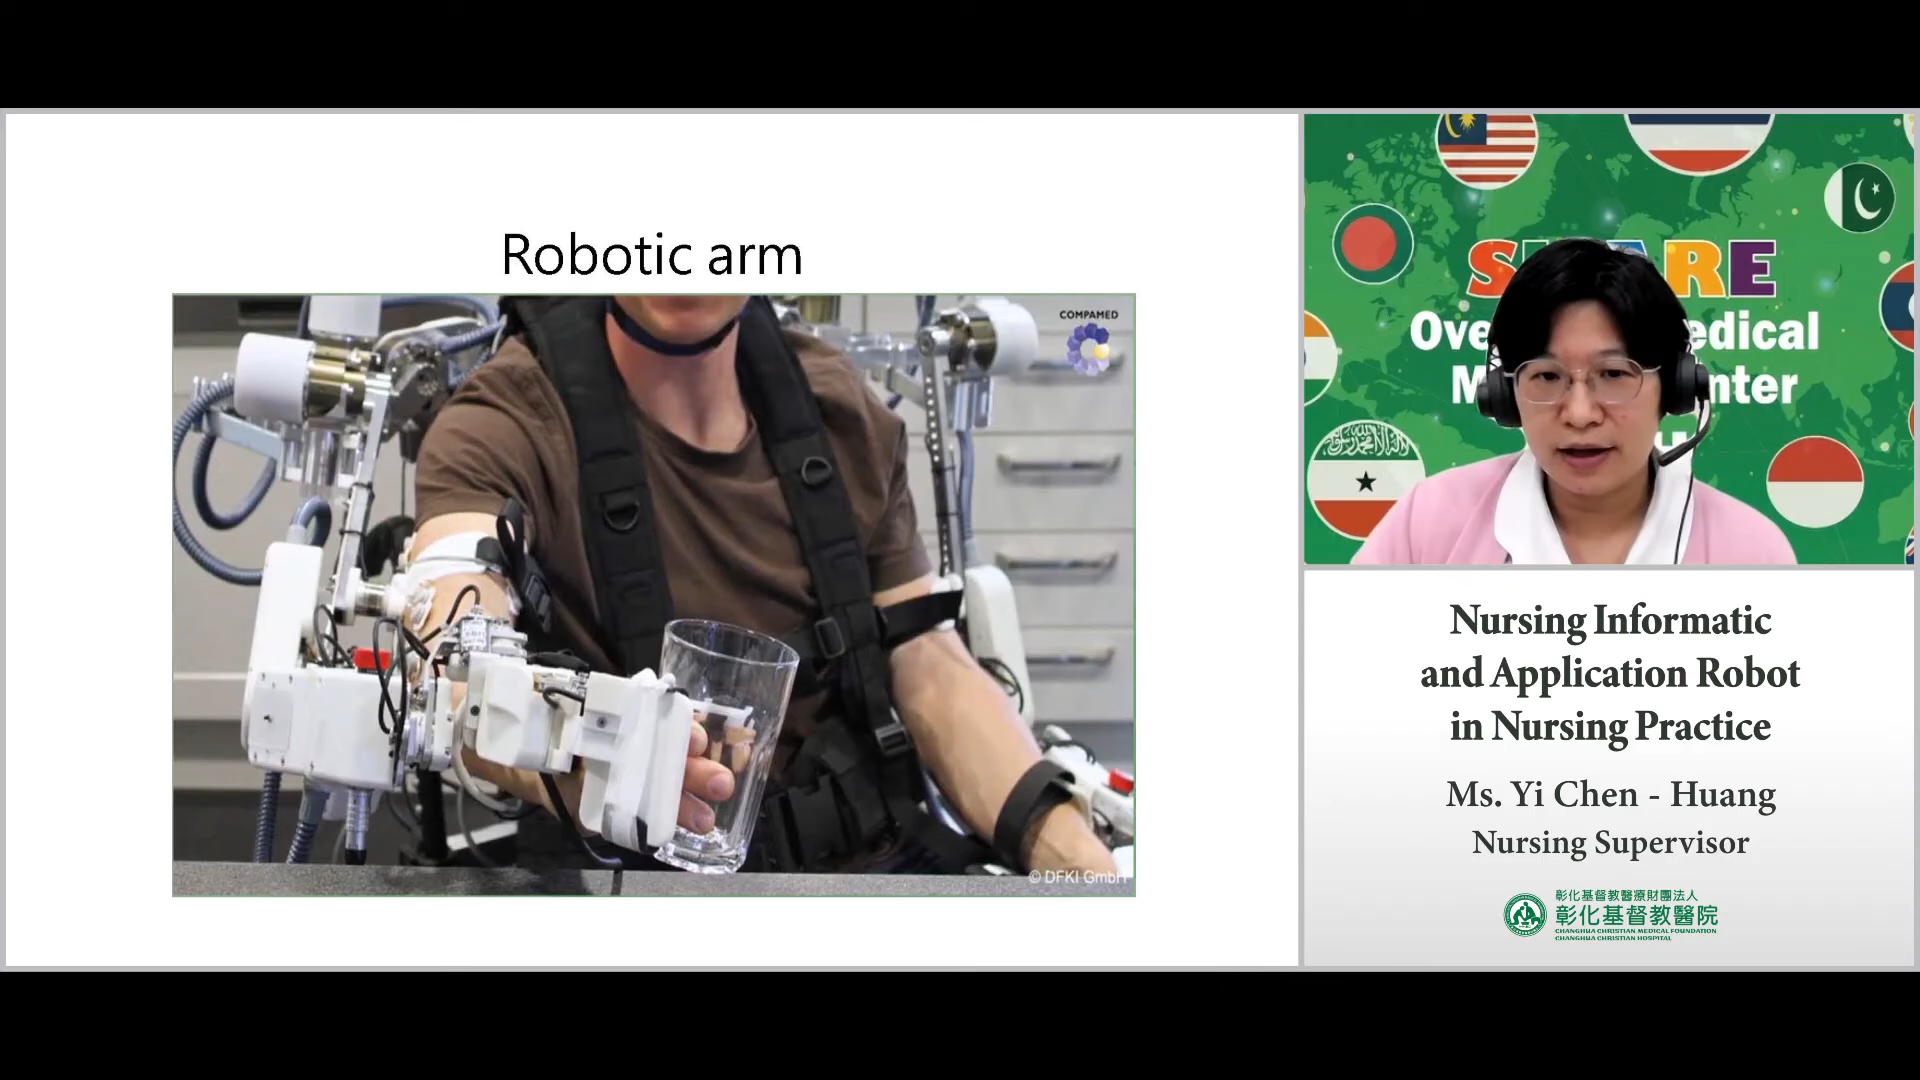 Robotic arm
COMPAMED
© DFKI GmbH
SHARE
Medical
Nursing Informatic
and Application Robot
in Nursing Practice
Ms. Yi Chen - Huang
Nursing Supervisor
彰化基督教醫療財團法人
彰化基督教醫院
CHANGHUA CHRISTIAN MEDICAL FOUNDATION
CHANGHUA CHRISTIAN HOSPITAL